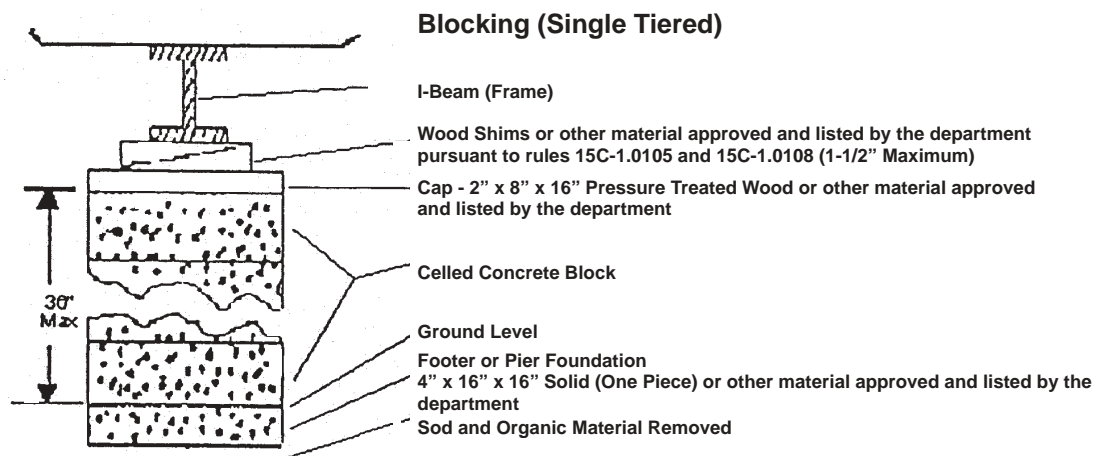 Blocking (Single Tiered)
I-Beam (Frame)
Wood Shims or other material approved and listed by the department
pursuant to rules 15C-1.0105 and 15C-1.0108 (1-1/2” Maximum)
Cap - 2” x 8” x 16” Pressure Treated Wood or other material approved
and listed by the department
Celled Concrete Block
36"
Max
Ground Level
Footer or Pier Foundation
4” x 16” x 16” Solid (One Piece) or other material approved and listed by the
department
Sod and Organic Material Removed